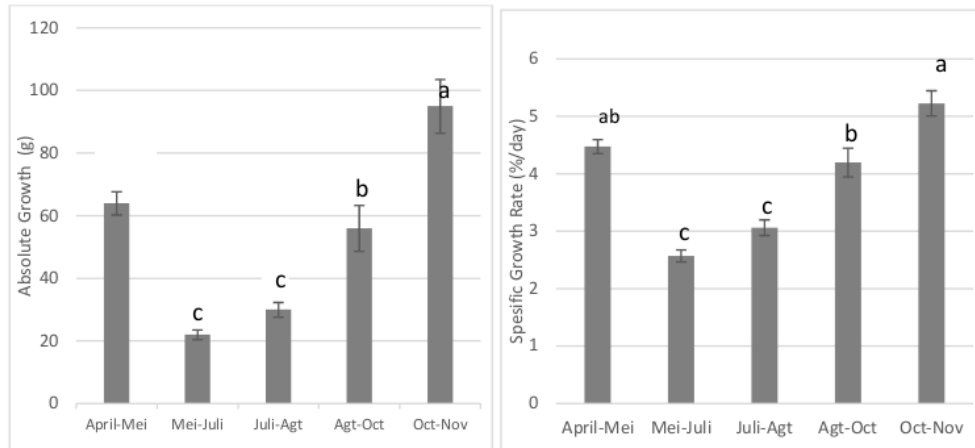 Absolute Growth (g)
120
100
80
60
40
20
0
c
c
b
a
April-Mei Mei-Juli Juli-Agt Agt-Oct Oct-Nov
Spesific Growth Rate (%/day)
6
5
4
3
2
1
0
ab
c
c
b
a
April-Mei Mei-Juli Juli-Agt Agt-Oct Oct-Nov